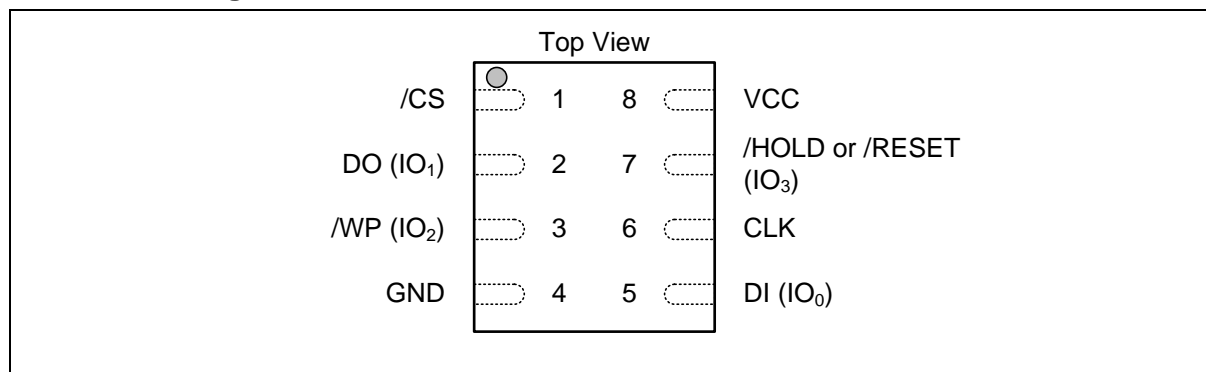 Top View
/CS 1 8 VCC
DO (IO₁) 2 7 /HOLD or /RESET
(IO₃)
/WP (IO₂) 3 6 CLK
GND 4 5 DI (IO₀)